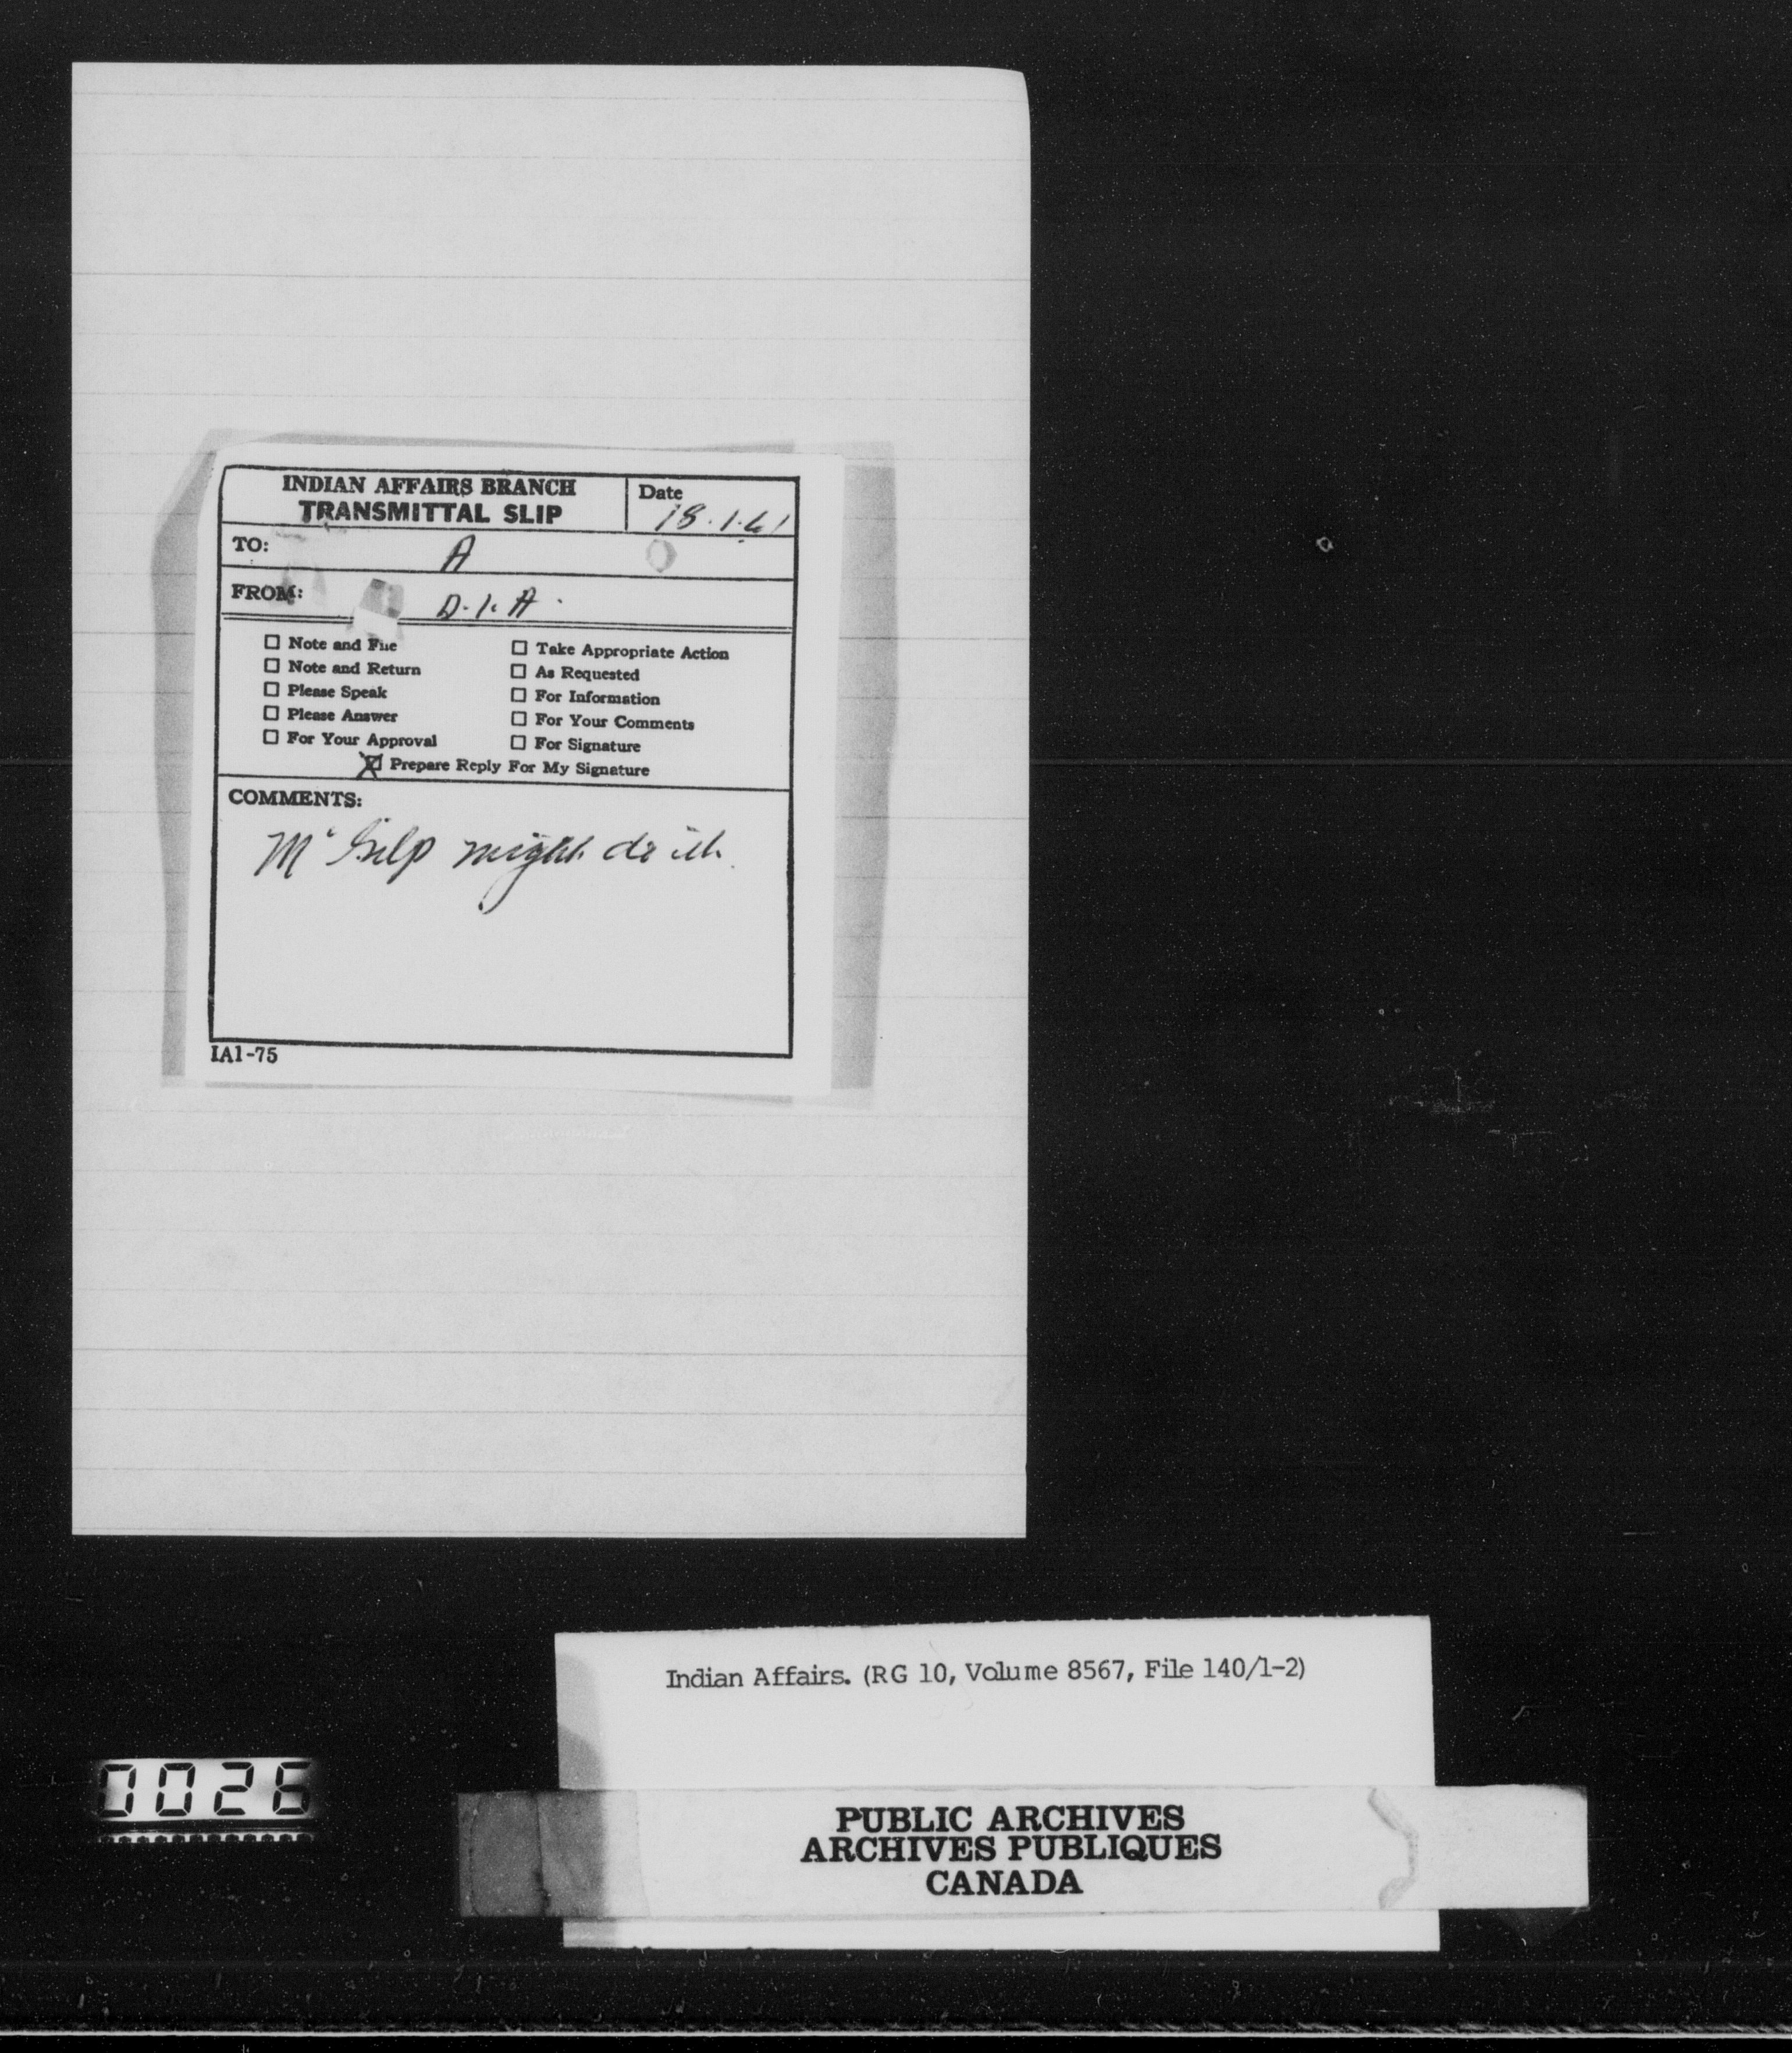 INDIAN AFFAIRS BRANCH
TRANSMITTAL SLIP
Date
18.1.61
TO: A
FROM: D.I.A.
☐ Note and File
☐ Note and Return
☐ Please Speak
☐ Please Answer
☐ For Your Approval
☐ Take Appropriate Action
☐ As Requested
☐ For Information
☐ For Your Comments
☐ For Signature
☒ Prepare Reply For My Signature
COMMENTS:
McGilp might do it.
IA1-75
Indian Affairs. (RG 10, Volume 8567, File 140/1-2)
0026
PUBLIC ARCHIVES
ARCHIVES PUBLIQUES
CANADA